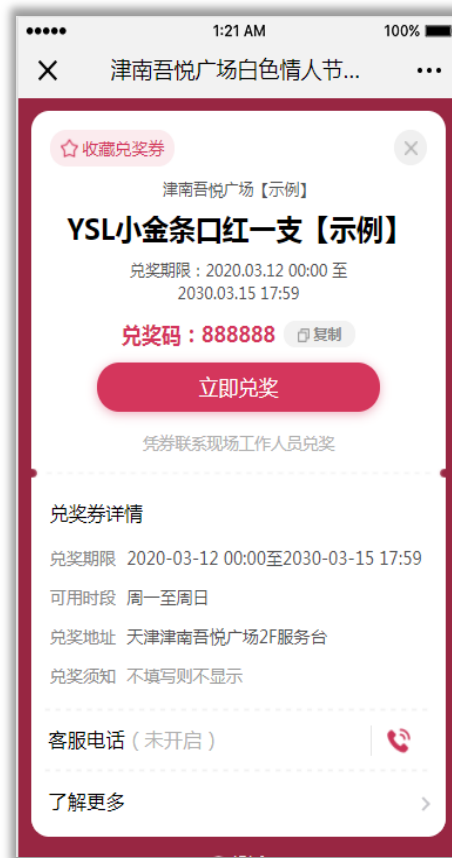 1:21 AM
100%
津南吾悦广场白色情人节...
收藏兑奖券
津南吾悦广场【示例】
YSL小金条口红一支【示例】
兑奖期限：2020.03.12 00:00 至
2030.03.15 17:59
兑奖码：888888
复制
立即兑奖
凭券联系现场工作人员兑奖
兑奖券详情
兑奖期限 2020-03-12 00:00至2030-03-15 17:59
可用时段 周一至周日
兑奖地址 天津津南吾悦广场2F服务台
兑奖须知 不填写则不显示
客服电话（未开启）
了解更多